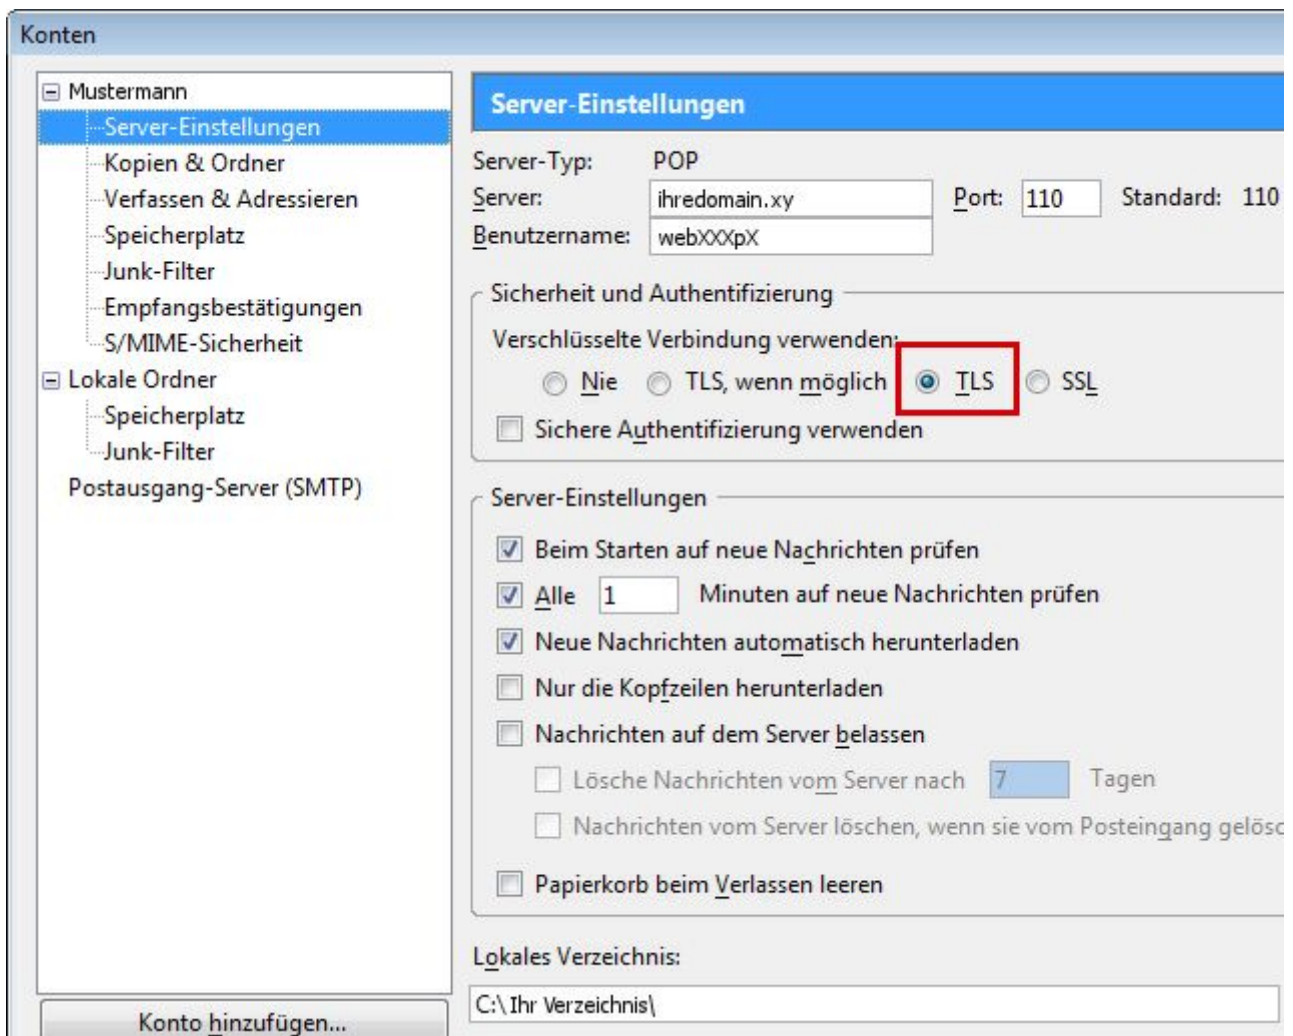 Konten
Mustermann
Server-Einstellungen
Kopien & Ordner
Verfassen & Adressieren
Speicherplatz
Junk-Filter
Empfangsbestätigungen
S/MIME-Sicherheit
Lokale Ordner
Speicherplatz
Junk-Filter
Postausgang-Server (SMTP)
Konto hinzufügen...
Server-Einstellungen
Server-Typ: POP
Server: ihredomain.xy Port: 110 Standard: 110
Benutzername: webXXXpX
Sicherheit und Authentifizierung
Verschlüsselte Verbindung verwenden:
Nie TLS, wenn möglich TLS SSL
Sichere Authentifizierung verwenden
Server-Einstellungen
Beim Starten auf neue Nachrichten prüfen
Alle 1 Minuten auf neue Nachrichten prüfen
Neue Nachrichten automatisch herunterladen
Nur die Kopfzeilen herunterladen
Nachrichten auf dem Server belassen
Lösche Nachrichten vom Server nach 7 Tagen
Nachrichten vom Server löschen, wenn sie vom Posteingang gelösc
Papierkorb beim Verlassen leeren
Lokales Verzeichnis:
C:\Ihr Verzeichnis\